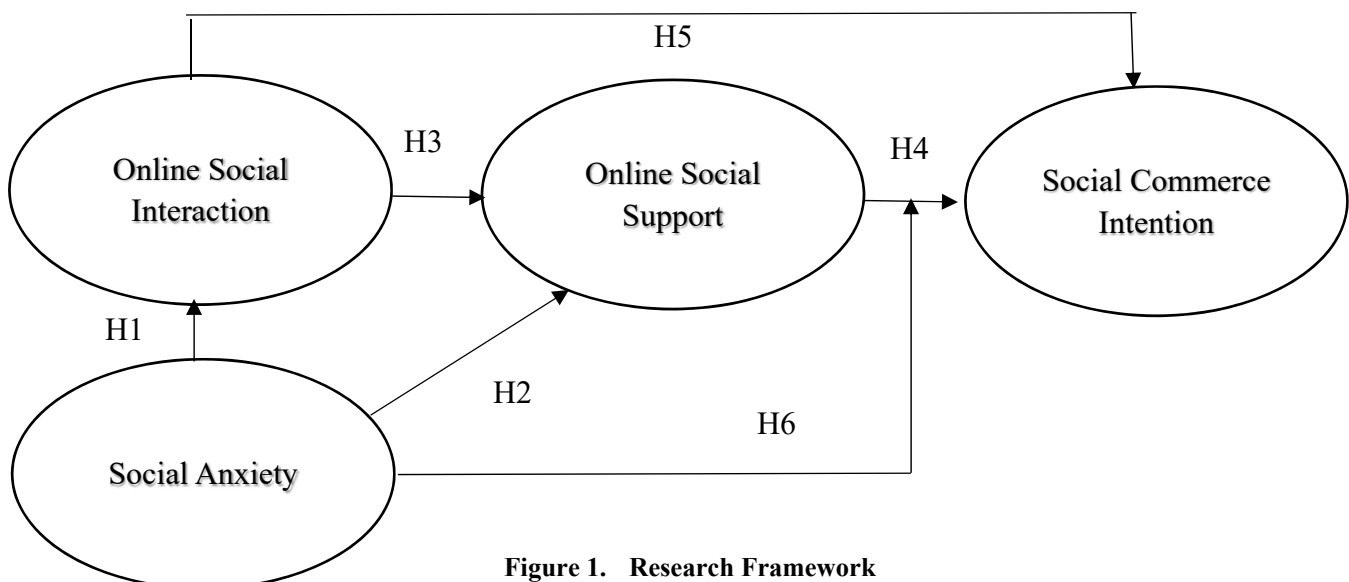 H5
H3
H4
Online Social
Interaction
Online Social
Support
Social Commerce
Intention
H1
H2
H6
Social Anxiety
Figure 1. Research Framework